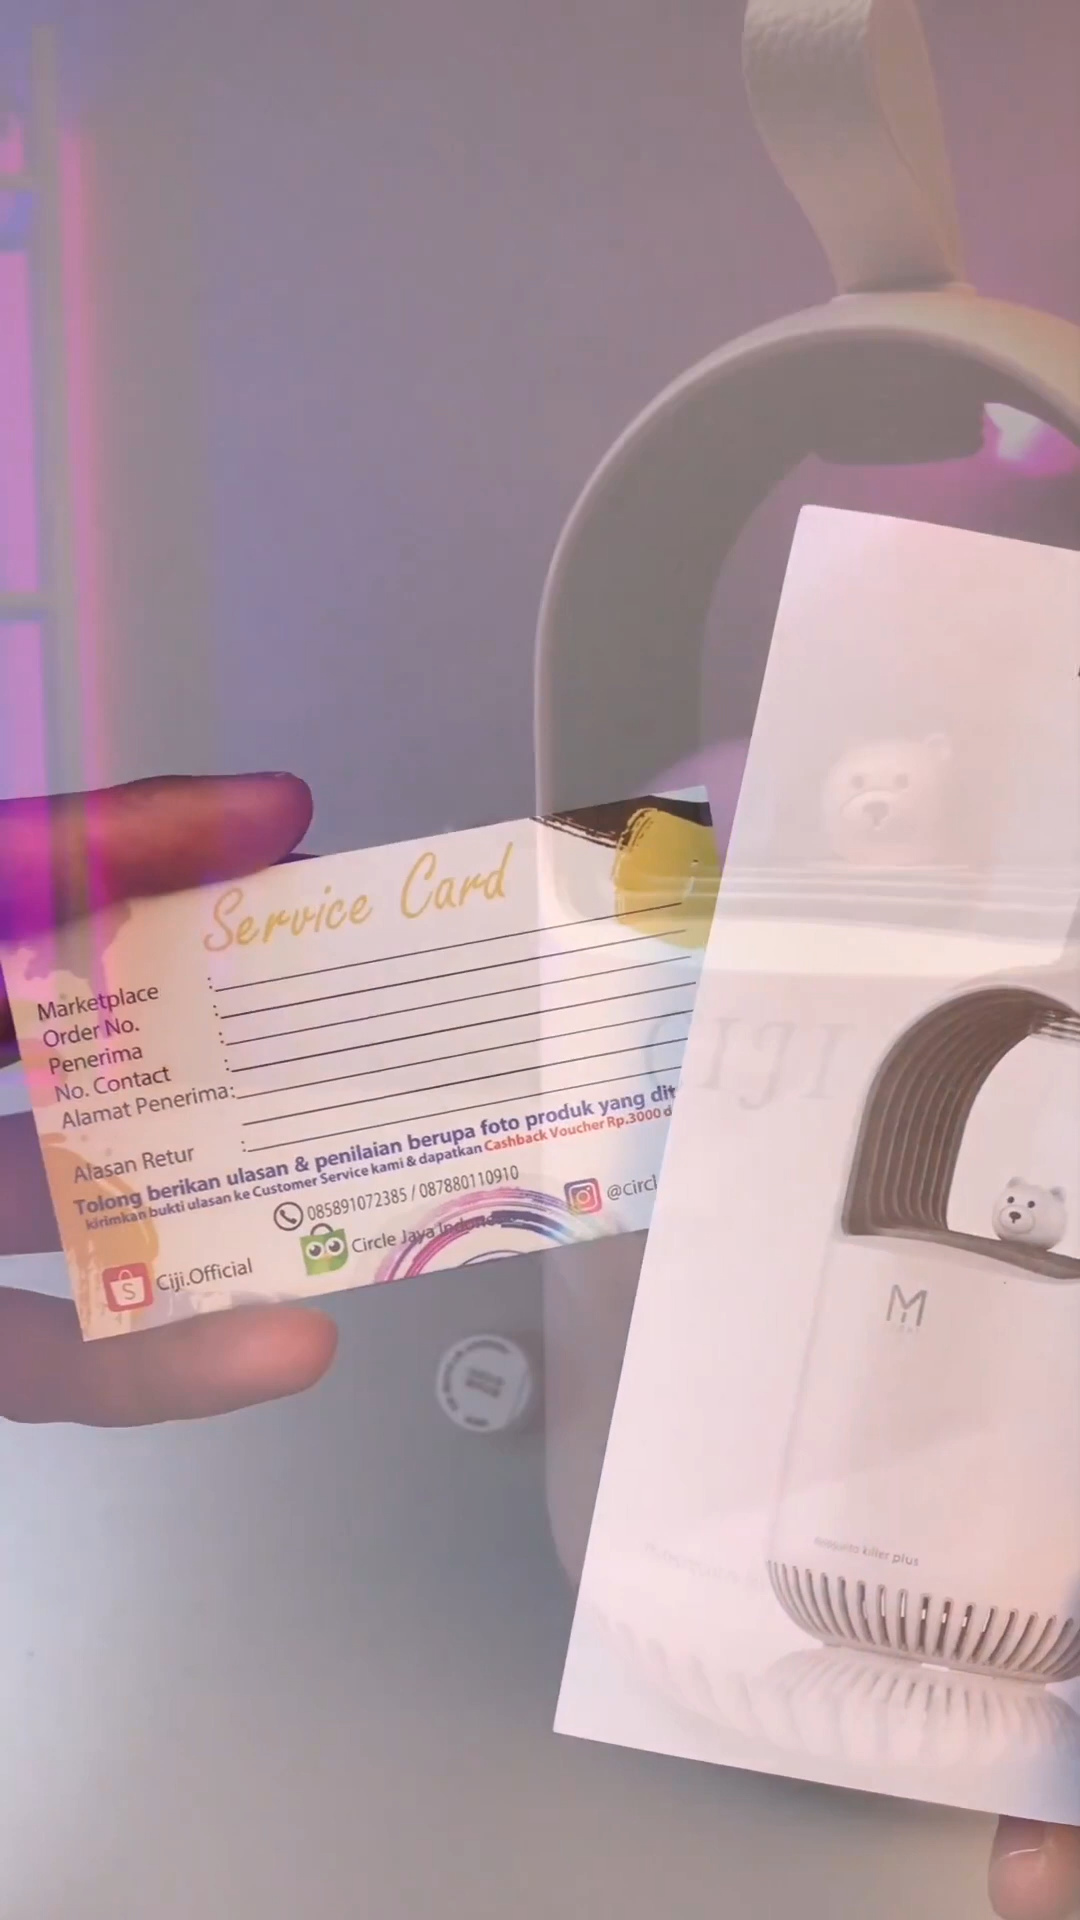 Service Card
Marketplace :
Order No. :
Penerima :
No. Contact :
Alamat Penerima:
Alasan Retur :
Tolong berikan ulasan & penilaian berupa foto produk yang dit
kirimkan bukti ulasan ke Customer Service kami & dapatkan Cashback Voucher Rp.3000 d
085891072385 / 087880110910
Ciji.Official
Circle Jaya Indones
@circl
CIJI
M
mosquito killer plus